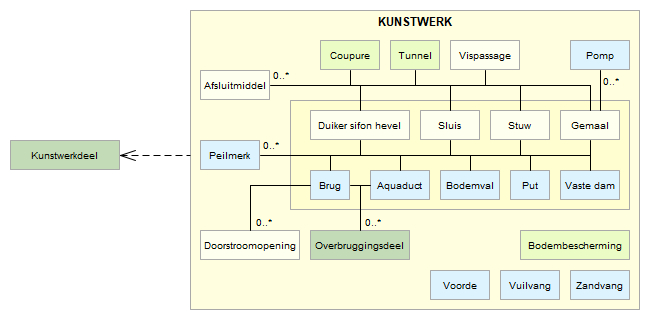 KUNSTWERK
Coupure
Tunnel
Vispassage
Pomp
Afsluitmiddel
0..*
0..*
Duiker sifon hevel
Sluis
Stuw
Gemaal
Kunstwerkdeel
Peilmerk
0..*
Brug
Aquaduct
Bodemval
Put
Vaste dam
0..*
0..*
Doorstroomopening
Overbruggingsdeel
Bodembescherming
Voorde
Vuilvang
Zandvang